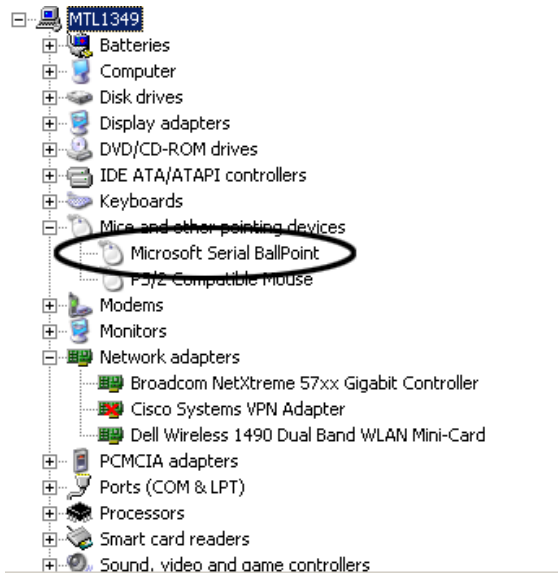 MTL1349
Batteries
Computer
Disk drives
Display adapters
DVD/CD-ROM drives
IDE ATA/ATAPI controllers
Keyboards
Mice and other pointing devices
Microsoft Serial BallPoint
PS/2 Compatible Mouse
Modems
Monitors
Network adapters
Broadcom NetXtreme 57xx Gigabit Controller
Cisco Systems VPN Adapter
Dell Wireless 1490 Dual Band WLAN Mini-Card
PCMCIA adapters
Ports (COM & LPT)
Processors
Smart card readers
Sound, video and game controllers